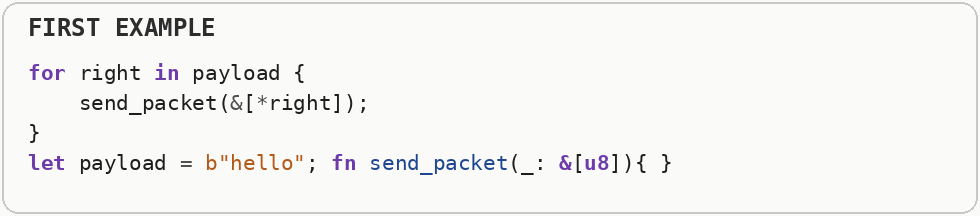 FIRST EXAMPLE
for right in payload {
    send_packet(&[*right]);
}
let payload = b"hello"; fn send_packet(_: &[u8]){ }